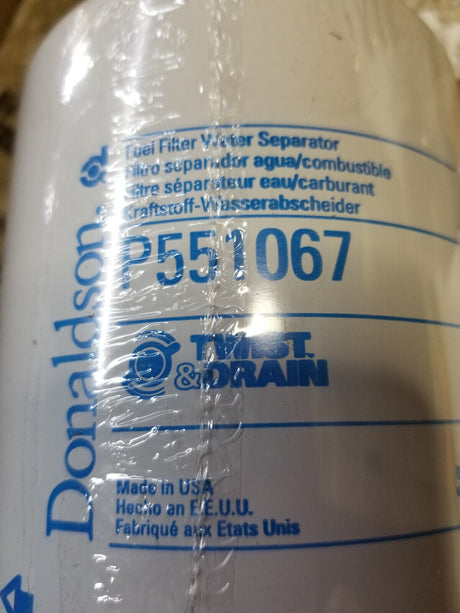 Donaldson.
Fuel Filter Water Separator
Filtro separador agua/combustible
Filtre séparateur eau/carburant
Kraftstoff-Wasserabscheider
P551067
TWIST
&DRAIN
Made in USA
Hecho an E.E.U.U.
Fabriqué aux Etats Unis